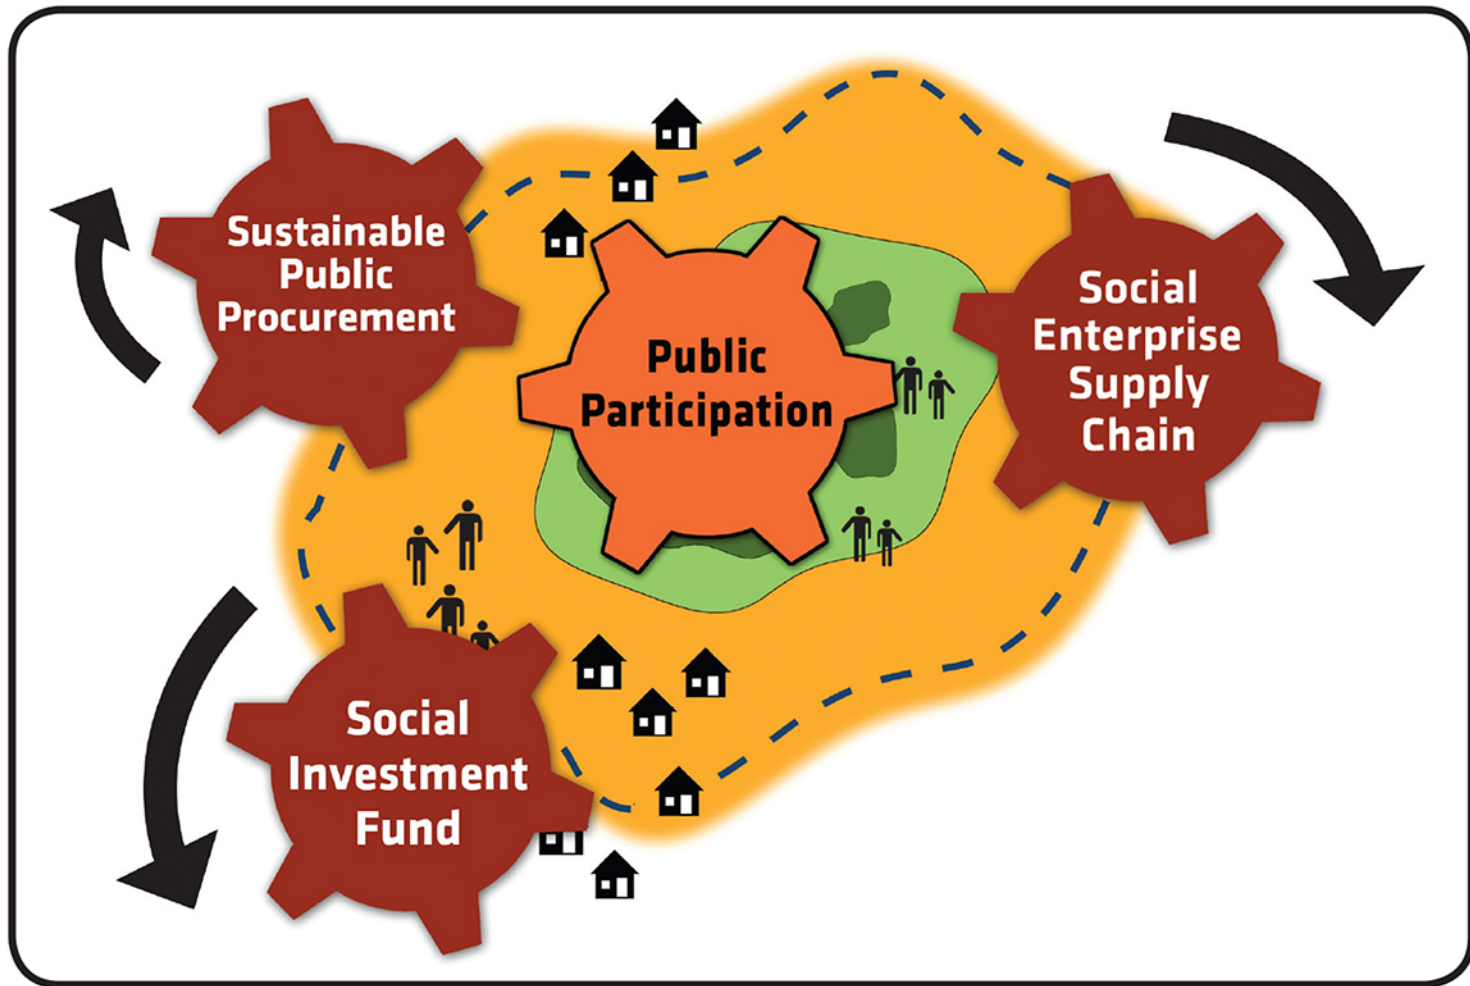 Sustainable
Public
Procurement
Public
Participation
Social
Enterprise
Supply
Chain
Social
Investment
Fund